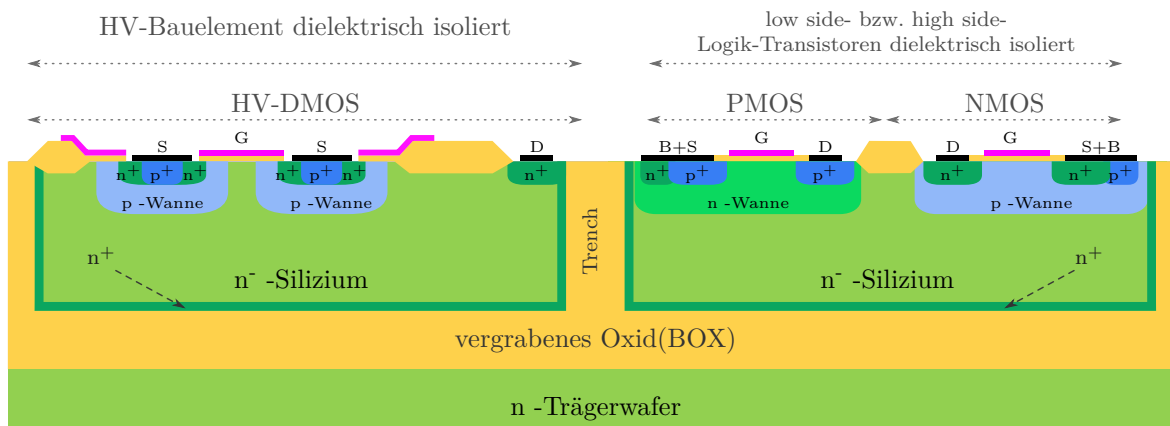 HV-Bauelement dielektrisch isoliert
low side- bzw. high side-
Logik-Transistoren dielektrisch isoliert
HV-DMOS
PMOS
NMOS
S
G
S
D
B+S
G
D
D
G
S+B
n+
p+
n+
n+
p+
n+
n+
n+
p+
p+
n+
n+
p+
p -Wanne
p -Wanne
n -Wanne
p -Wanne
Trench
n+
n+
n- -Silizium
n- -Silizium
vergrabenes Oxid(BOX)
n -Trägerwafer